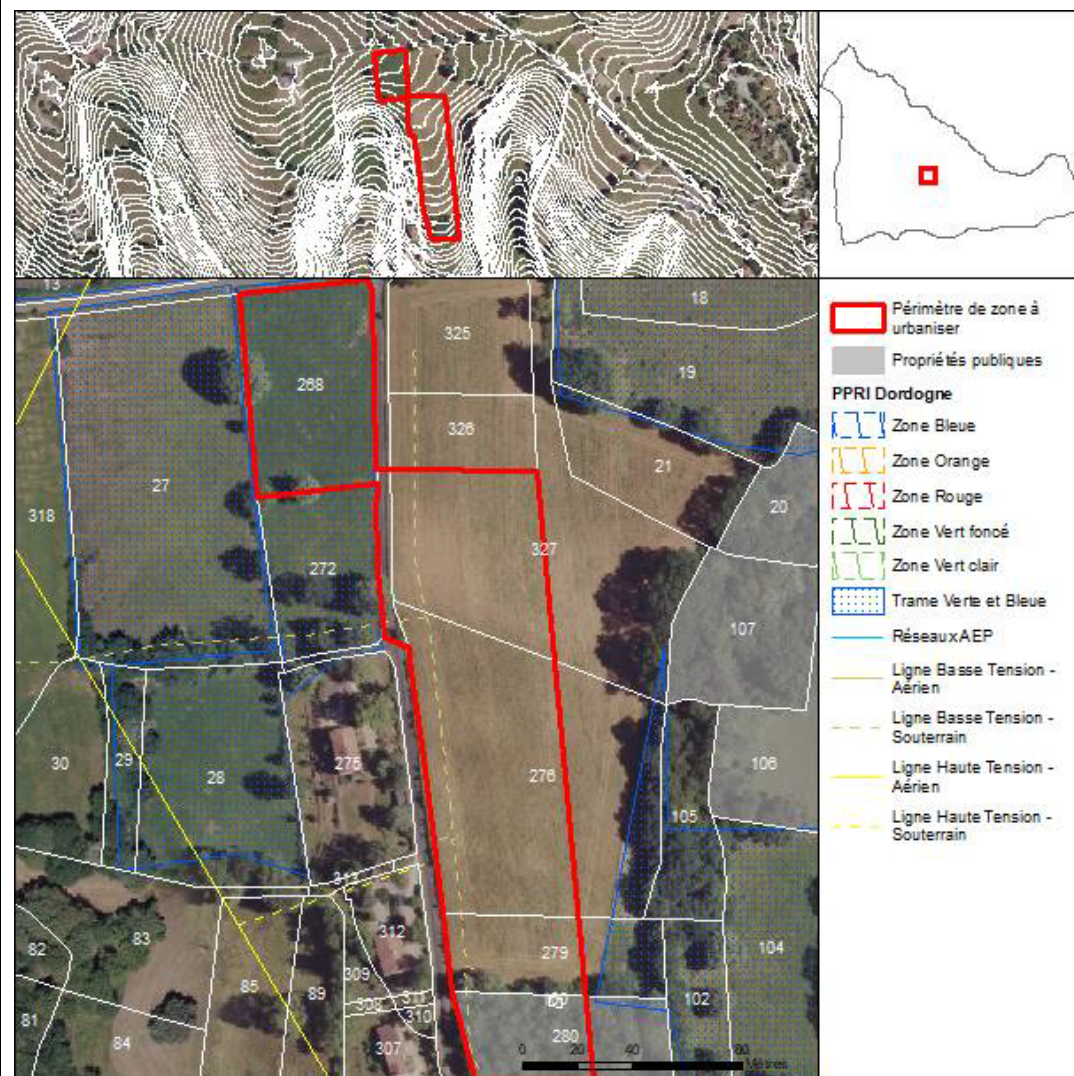 Périmètre de zone à
urbaniser
Propriétés publiques
PPRI Dordogne
Zone Bleue
Zone Orange
Zone Rouge
Zone Vert foncé
Zone Vert clair
Trame Verte et Bleue
Réseaux AEP
Ligne Basse Tension -
Aérien
Ligne Basse Tension -
Souterrain
Ligne Haute Tension -
Aérien
Ligne Haute Tension -
Souterrain
13
18
325
268
19
326
21
27
20
318
327
272
107
275
276
106
30
29
28
105
313
312
82
83
279
104
85
89
309
308
311
310
102
81
84
307
280
0 20 40 80
Mètres